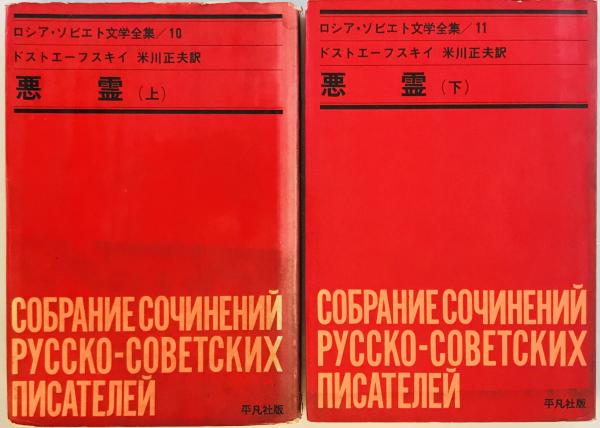 ロシア・ソビエト文学全集/10
ドストエーフスキイ 米川正夫訳
悪 霊 (上)
СОБРАНИЕ СОЧИНЕНИЙ
РУССКО-СОВЕТСКИХ
ПИСАТЕЛЕЙ
平凡社版
ロシア・ソビエト文学全集/11
ドストエーフスキイ 米川正夫訳
悪 霊 (下)
СОБРАНИЕ СОЧИНЕНИЙ
РУССКО-СОВЕТСКИХ
ПИСАТЕЛЕЙ
平凡社版